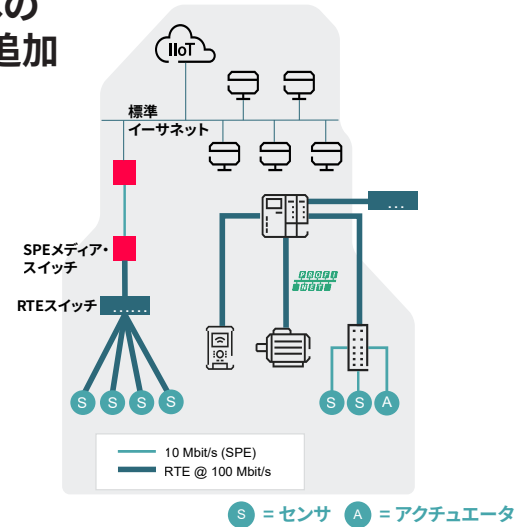 の
追加
IIoT
標準
イーサネット
SPEメディア・
スイッチ
PROFI
NET
RTEスイッチ
S
S
S
S
S
S
A
10 Mbit/s (SPE)
RTE @ 100 Mbit/s
S = センサ A = アクチュエータ